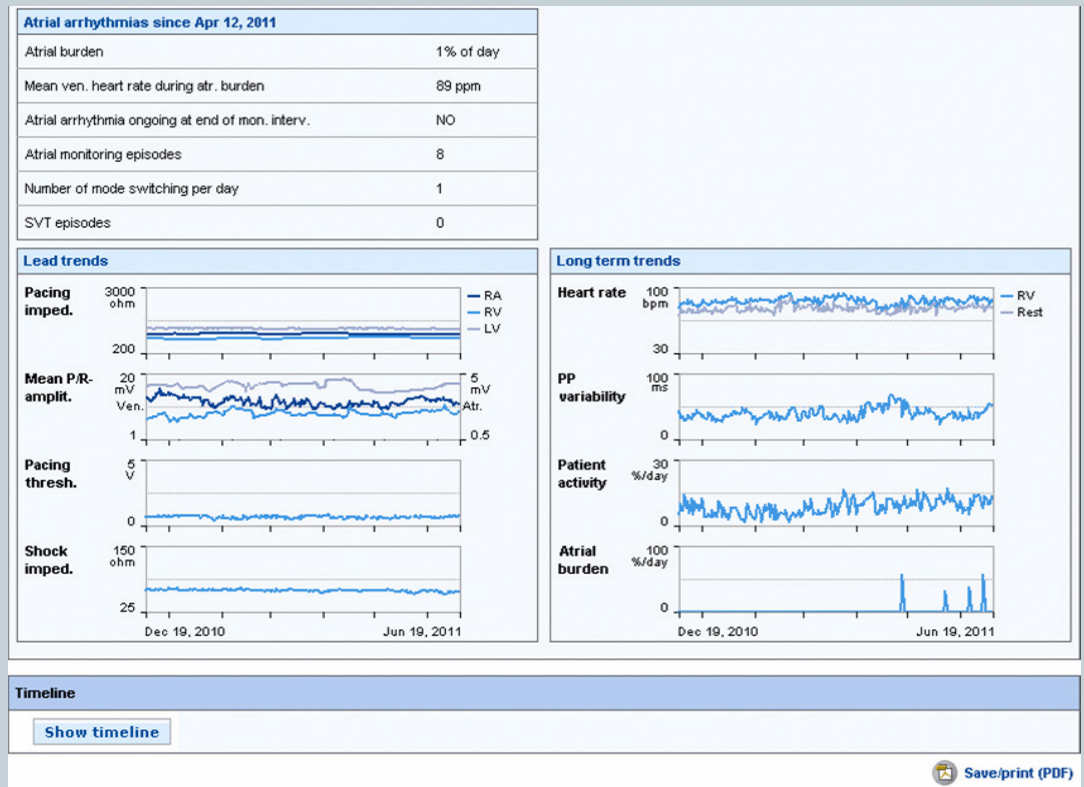 Atrial arrhythmias since Apr 12, 2011
Atrial burden 1% of day
Mean ven. heart rate during atr. burden 89 ppm
Atrial arrhythmia ongoing at end of mon. interv. NO
Atrial monitoring episodes 8
Number of mode switching per day 1
SVT episodes 0
Lead trends
Pacing imped.
3000 ohm
200
RA
RV
LV
Mean P/R-amplit.
20 mV
Ven.
1
5 mV
Atr.
0.5
Pacing thresh.
5 V
0
Shock imped.
150 ohm
25
Dec 19, 2010 Jun 19, 2011
Long term trends
Heart rate
100 bpm
30
RV
Rest
PP variability
100 ms
0
Patient activity
30 %/day
0
Atrial burden
100 %/day
0
Dec 19, 2010 Jun 19, 2011
Timeline
Show timeline
Save/print (PDF)